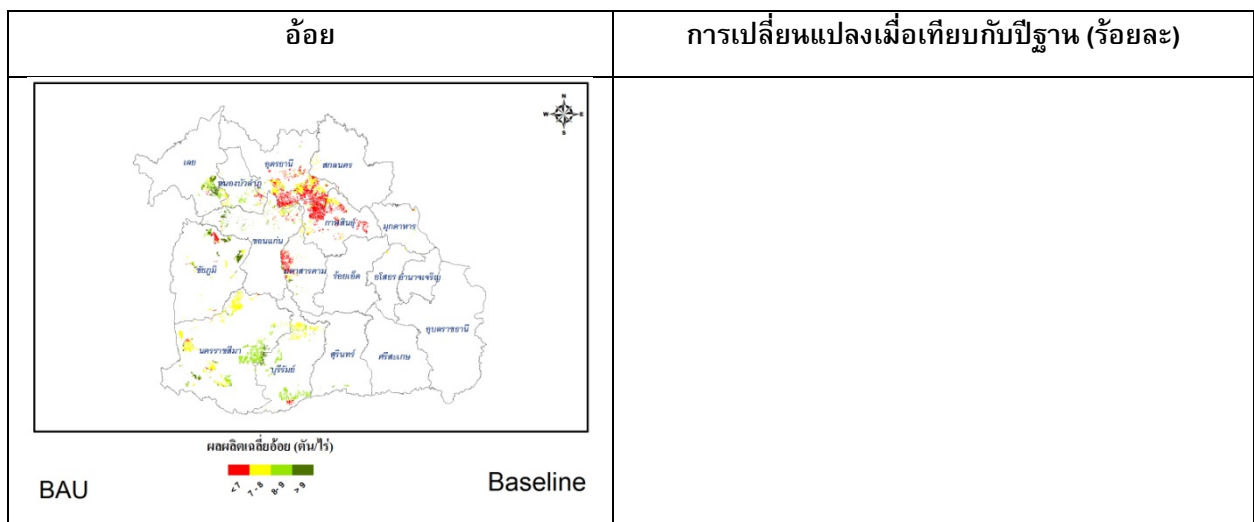 อ้อย
การเปลี่ยนแปลงเมื่อเทียบกับปีฐาน (ร้อยละ)
N
W E
S
เลย
หนองบัวลำภู
อุดรธานี
สกลนคร
กาฬสินธุ์
มุกดาหาร
ขอนแก่น
ชัยภูมิ
มหาสารคาม
ร้อยเอ็ด
ยโสธร
อำนาจเจริญ
อุบลราชธานี
นครราชสีมา
บุรีรัมย์
สุรินทร์
ศรีสะเกษ
ผลผลิตเฉลี่ยอ้อย (ตัน/ไร่)
<7
7-8
8-9
>9
BAU
Baseline